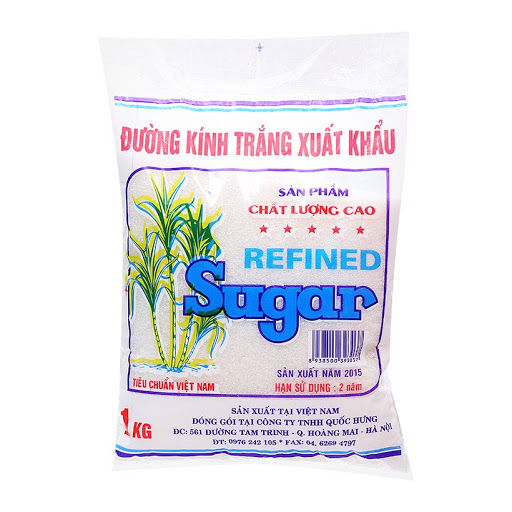 ĐƯỜNG KÍNH TRẮNG XUẤT KHẨU
SẢN PHẨM
CHẤT LƯỢNG CAO
REFINED
Sugar
SẢN XUẤT NĂM 2015
TIÊU CHUẨN VIỆT NAM
HẠN SỬ DỤNG : 2 năm
1 KG
SẢN XUẤT TẠI VIỆT NAM
ĐÓNG GÓI TẠI CÔNG TY TNHH QUỐC HƯNG
ĐC: 561 ĐƯỜNG TAM TRINH - Q. HOÀNG MAI - HÀ NỘI
ĐT: 0976 242 105 * FAX: 04. 6269 4797